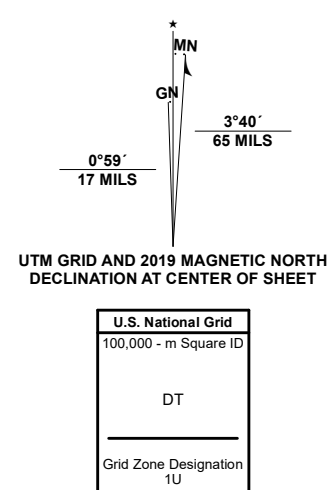 ★
MN
GN
3°40´
65 MILS
0°59´
17 MILS
UTM GRID AND 2019 MAGNETIC NORTH
DECLINATION AT CENTER OF SHEET
U.S. National Grid
100,000 - m Square ID
DT
Grid Zone Designation
1U